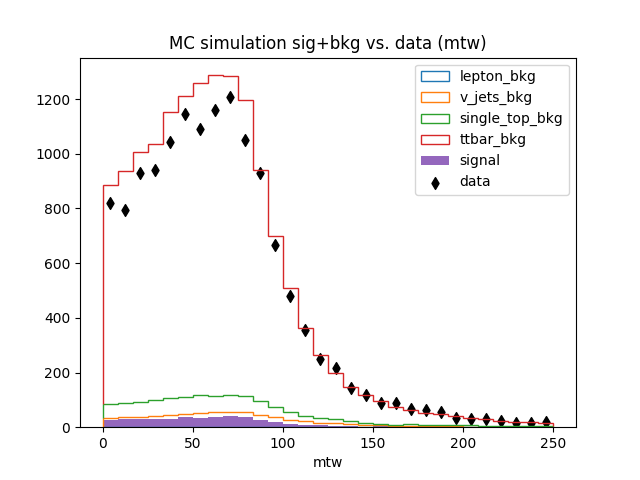 MC simulation sig+bkg vs. data (mtw)
lepton_bkg
v_jets_bkg
single_top_bkg
ttbar_bkg
signal
data
1200
1000
800
600
400
200
0
0 50 100 150 200 250
mtw